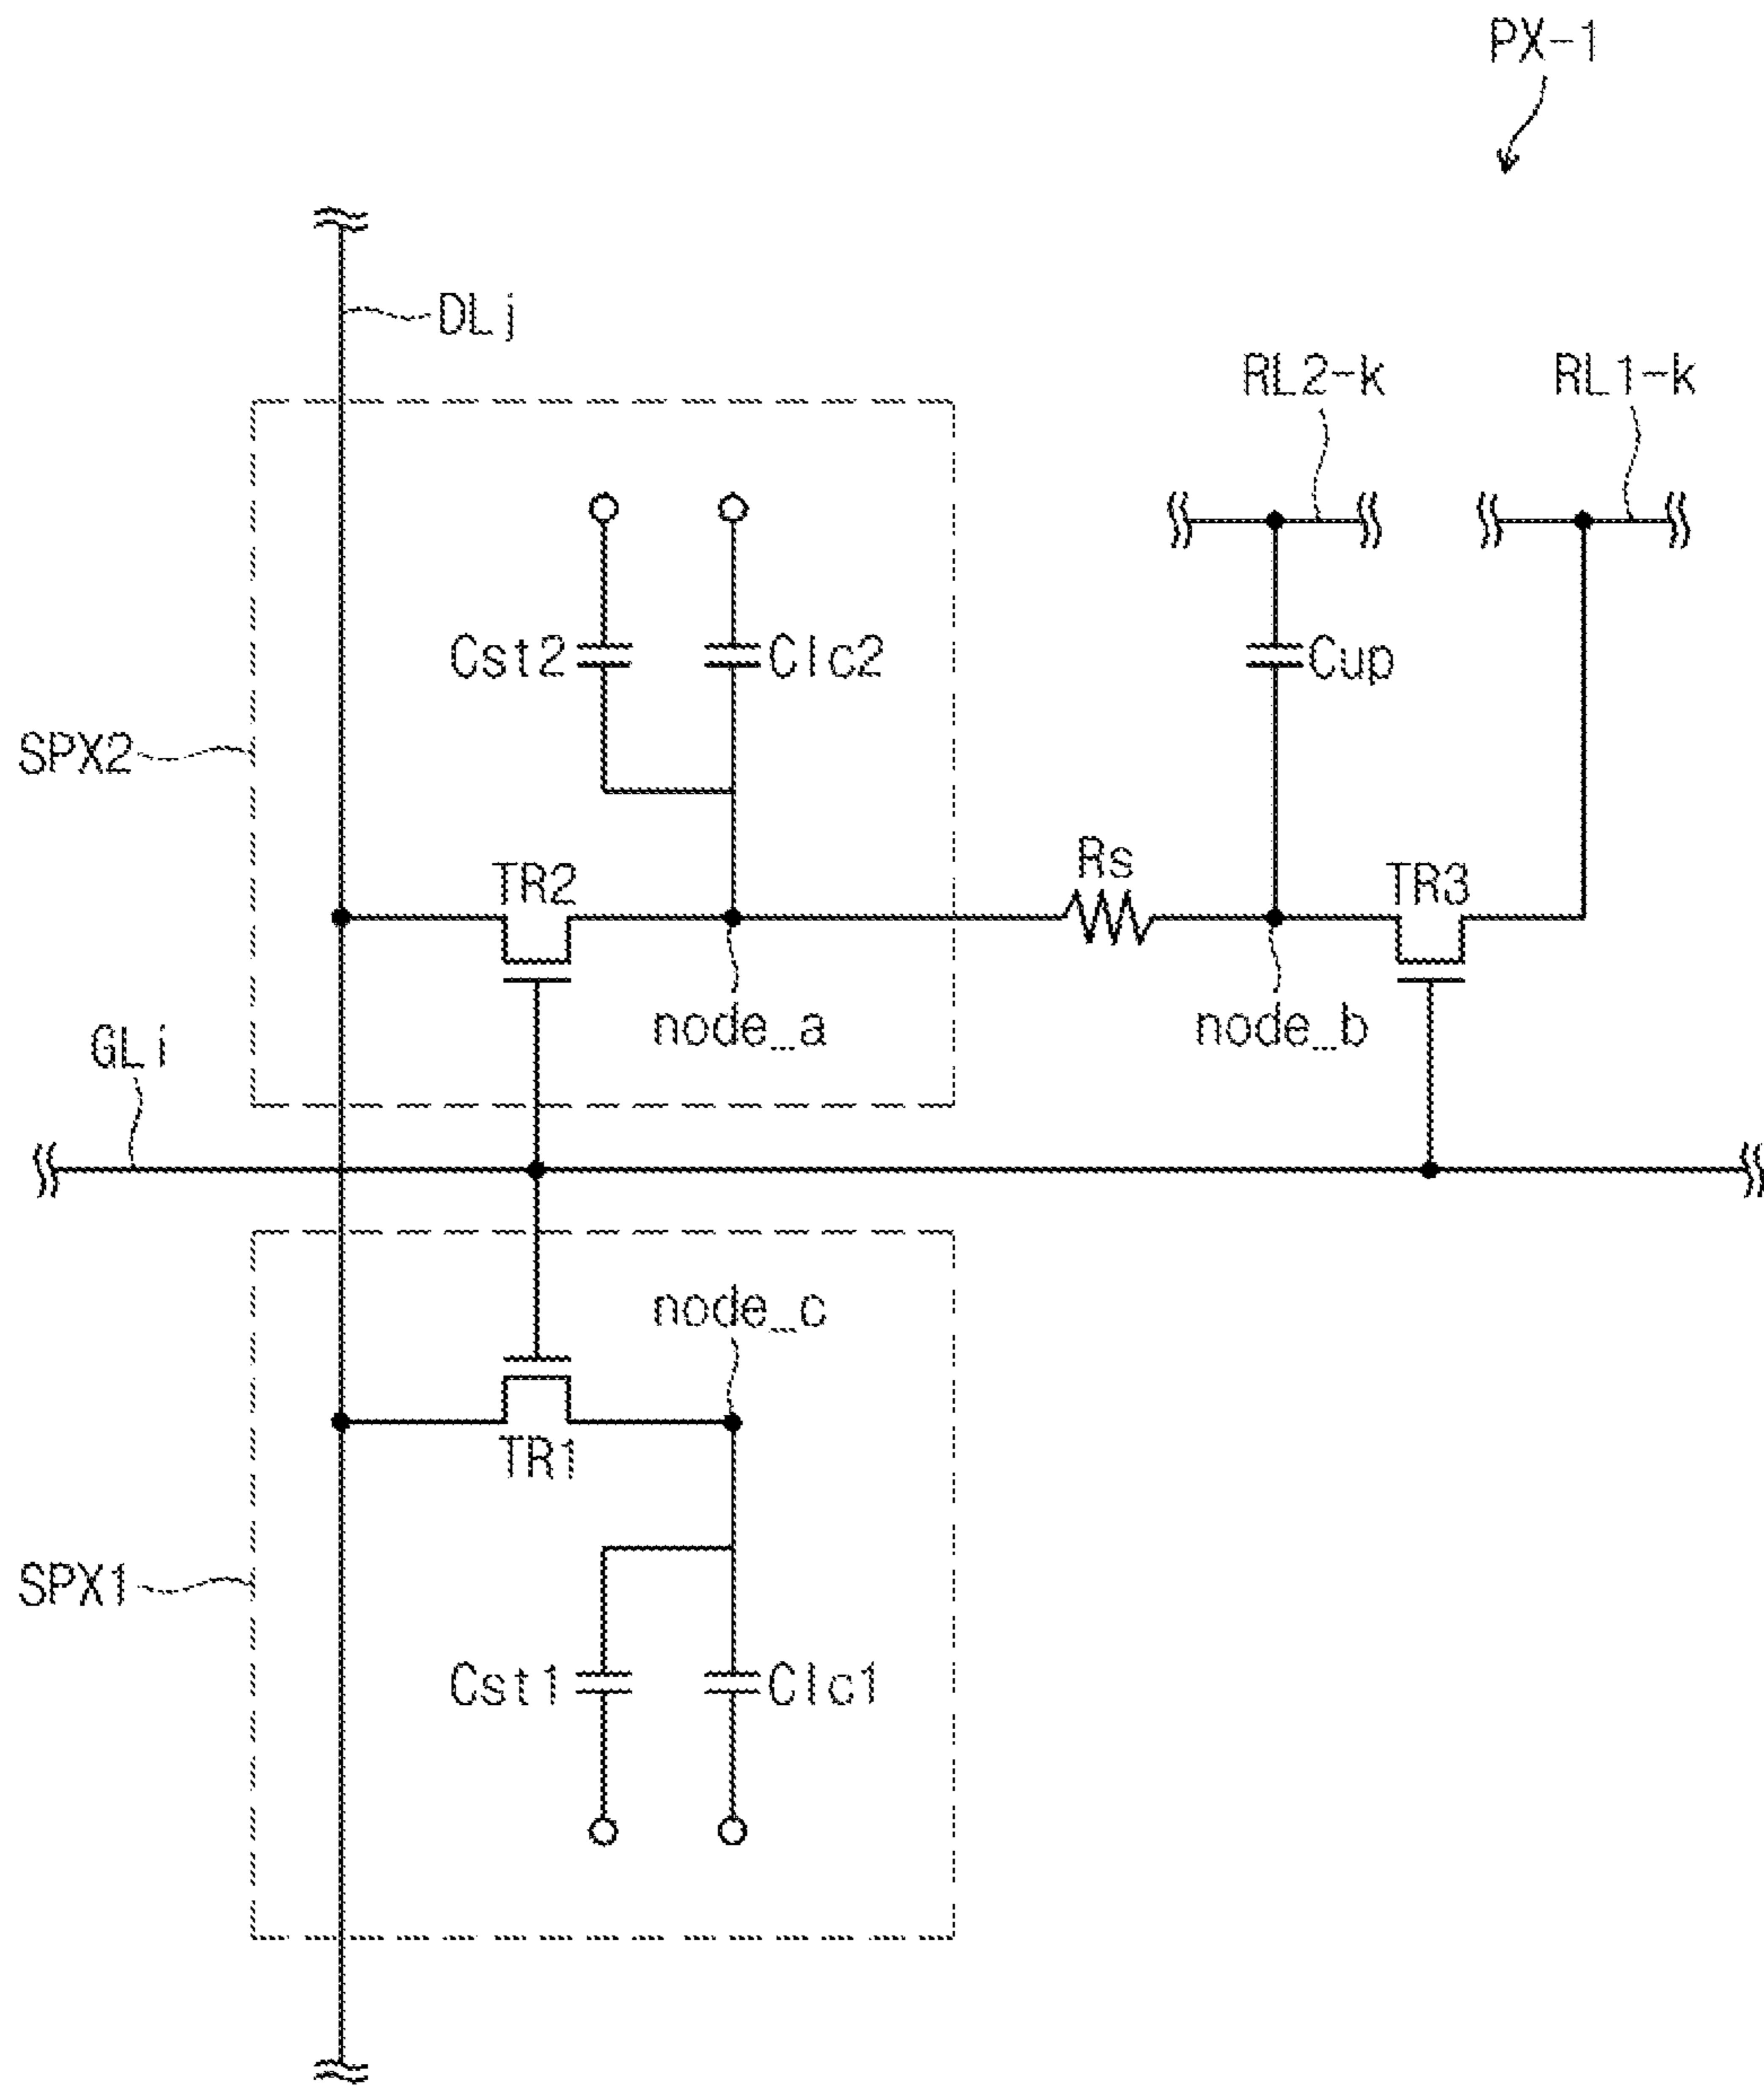 PX-1
DLj
RL2-k
RL1-k
Cst2
Clc2
Cup
SPX2
TR2
Rs
TR3
node_a
node_b
GLi
node_c
TR1
SPX1
Cst1
Clc1